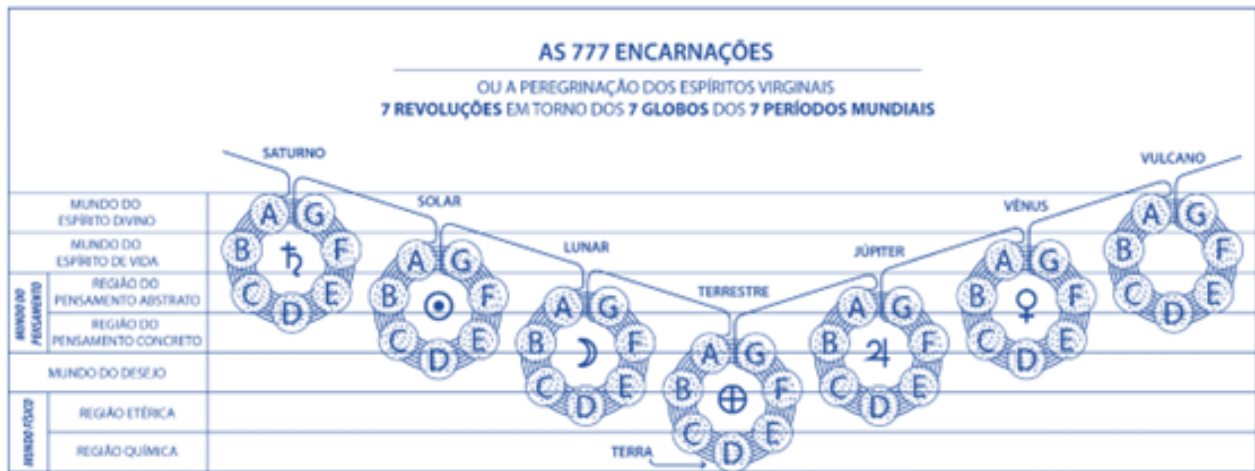 AS 777 ENCARNAÇÕES
OU A PEREGRINAÇÃO DOS ESPÍRITOS VIRGINAIS
7 REVOLUÇÕES EM TORNO DOS 7 GLOBOS DOS 7 PERÍODOS MUNDIAIS
SATURNO
VULCANO
SOLAR
VÊNUS
LUNAR
JÚPITER
TERRESTRE
MUNDO DO
ESPÍRITO DIVINO
MUNDO DO
ESPÍRITO DE VIDA
MUNDO DO
PENSAMENTO
REGIÃO DO
PENSAMENTO ABSTRATO
REGIÃO DO
PENSAMENTO CONCRETO
MUNDO DO DESEJO
MUNDO FÍSICO
REGIÃO ETÉRICA
REGIÃO QUÍMICA
A G
B ♄ F
C D E
A G
B ☉ F
C D E
A G
B ☽ F
C D E
A G
B ⊕ F
C D E
A G
B ♃ F
C D E
A G
B ♀ F
C D E
A G
B F
C D E
TERRA